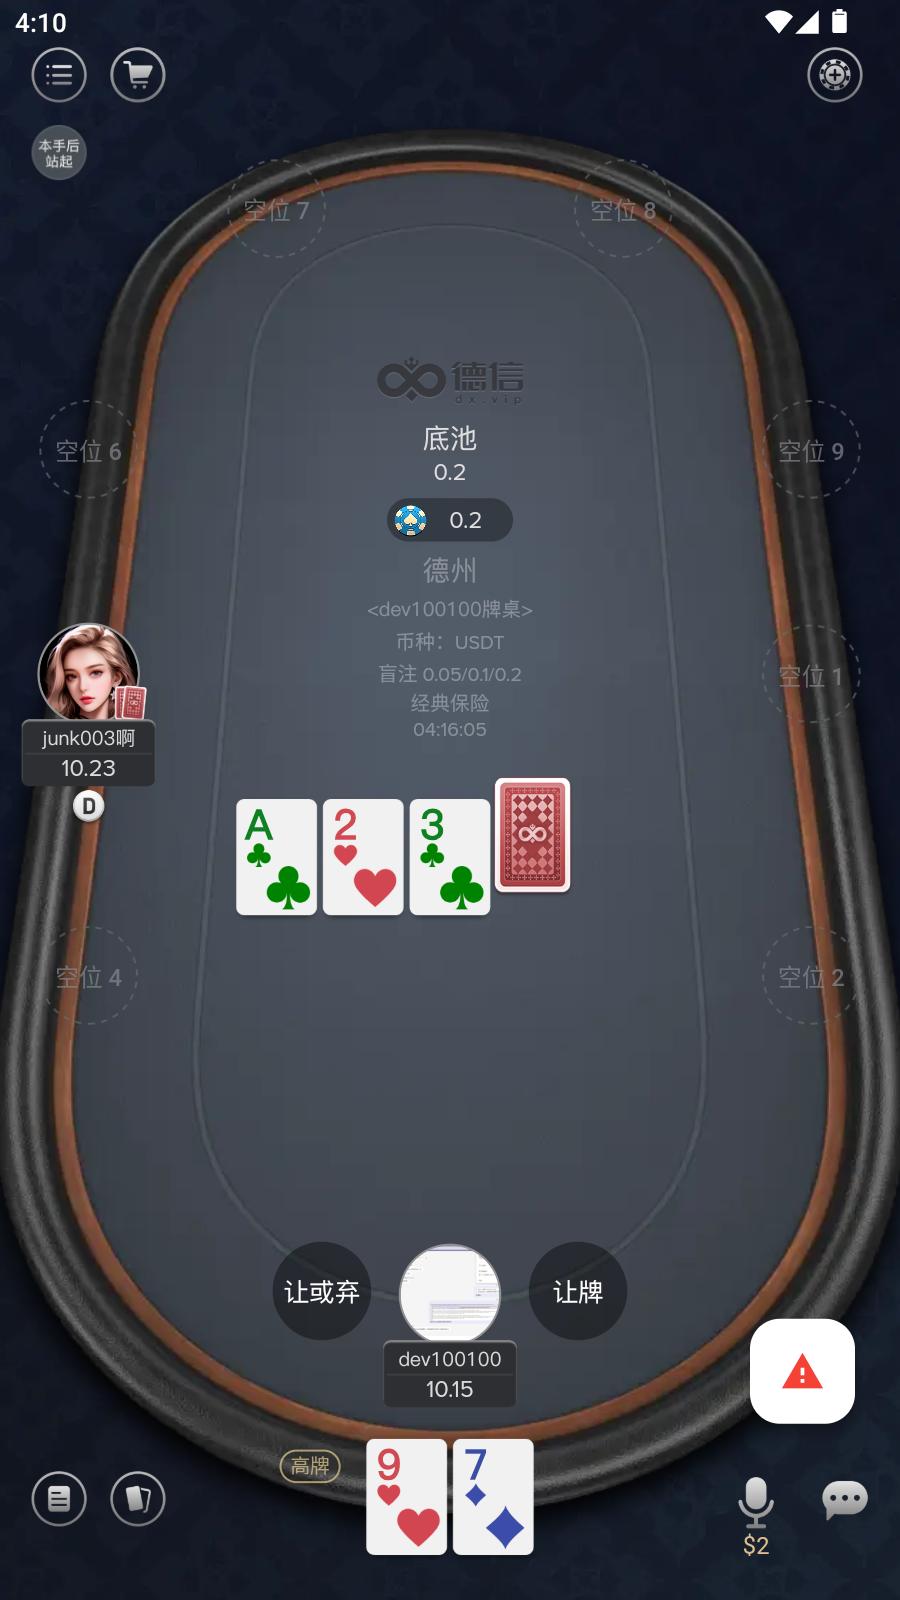 4:10
本手后
站起
空位 7
空位 8
德信
dx.vip
底池
0.2
空位 6
空位 9
0.2
德州
<dev100100牌桌>
币种：USDT
盲注 0.05/0.1/0.2
空位 1
经典保险
04:16:05
junk003啊
10.23
D
A
2
3
空位 4
空位 2
让或弃
让牌
dev100100
10.15
高牌
9
7
$2